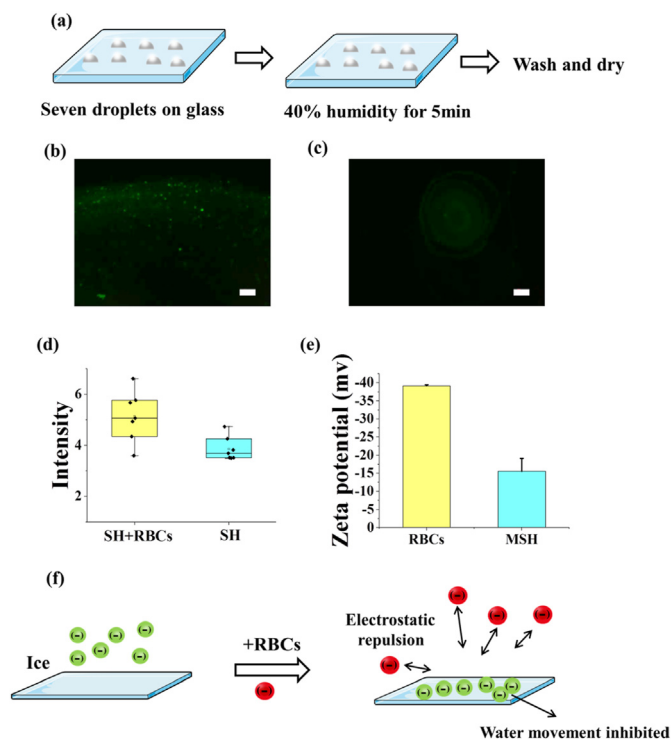 (a)
Seven droplets on glass
40% humidity for 5min
Wash and dry
(b)
(c)
(d)
Intensity
6
4
2
SH+RBCs
SH
(e)
Zeta potential (mv)
-40
-35
-30
-25
-20
-15
-10
-5
0
RBCs
MSH
(f)
Ice
+RBCs
Electrostatic
repulsion
Water movement inhibited